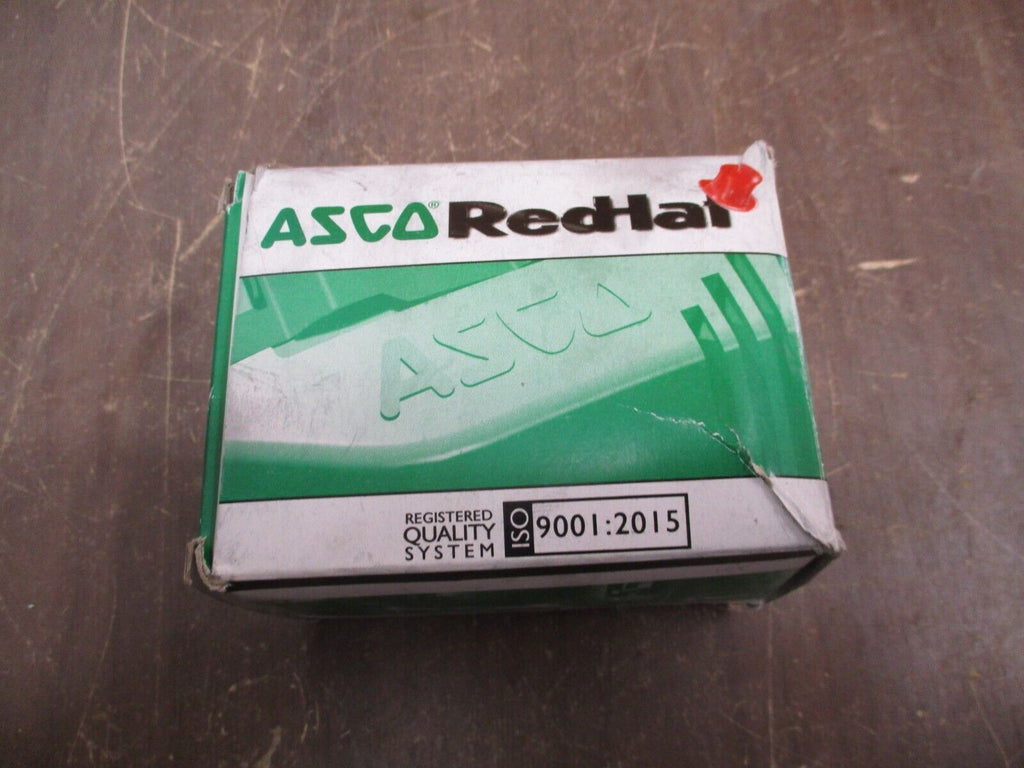 ASCO® RedHat
ASCO
REGISTERED
QUALITY
SYSTEM
ISO 9001:2015